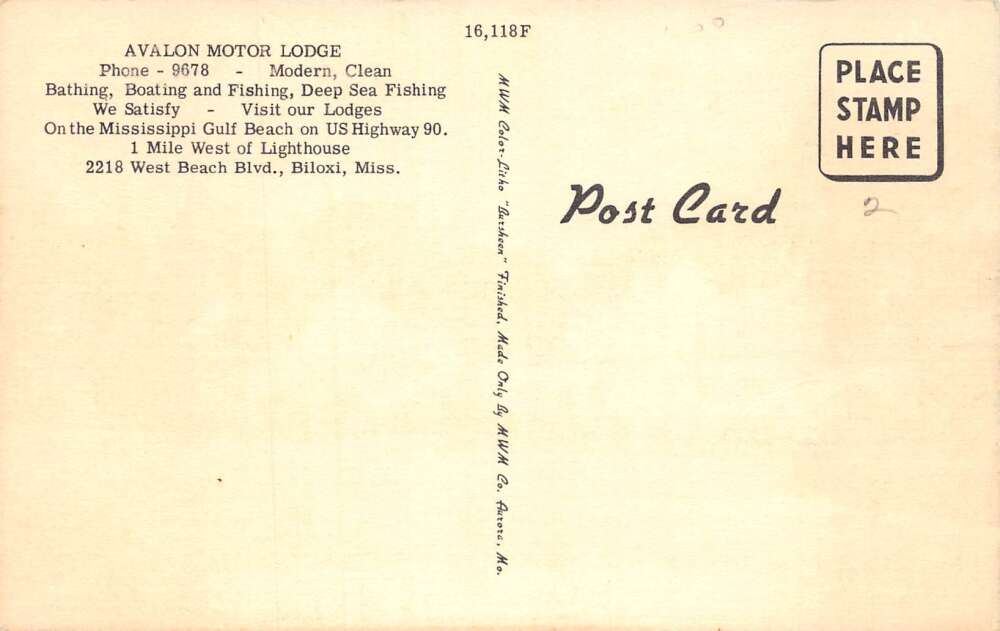 16,118F
AVALON MOTOR LODGE
Phone - 9678 - Modern, Clean
Bathing, Boating and Fishing, Deep Sea Fishing
We Satisfy - Visit our Lodges
On the Mississippi Gulf Beach on US Highway 90.
1 Mile West of Lighthouse
2218 West Beach Blvd., Biloxi, Miss.
MWM Color-Litho "Bursheen" Finished. Made Only By MWM Co. Aurora, Mo.
PLACE
STAMP
HERE
Post Card
2